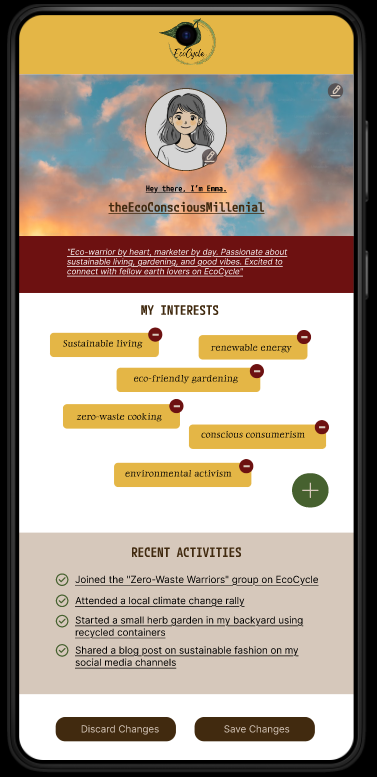 EcoCycle
Hey there, I'm Emma.
theEcoConsciousMillenial
"Eco-warrior by heart, marketer by day. Passionate about
sustainable living, gardening, and good vibes. Excited to
connect with fellow earth lovers on EcoCycle"
MY INTERESTS
Sustainable living
renewable energy
eco-friendly gardening
zero-waste cooking
conscious consumerism
environmental activism
RECENT ACTIVITIES
Joined the "Zero-Waste Warriors" group on EcoCycle
Attended a local climate change rally
Started a small herb garden in my backyard using
recycled containers
Shared a blog post on sustainable fashion on my
social media channels
Discard Changes
Save Changes